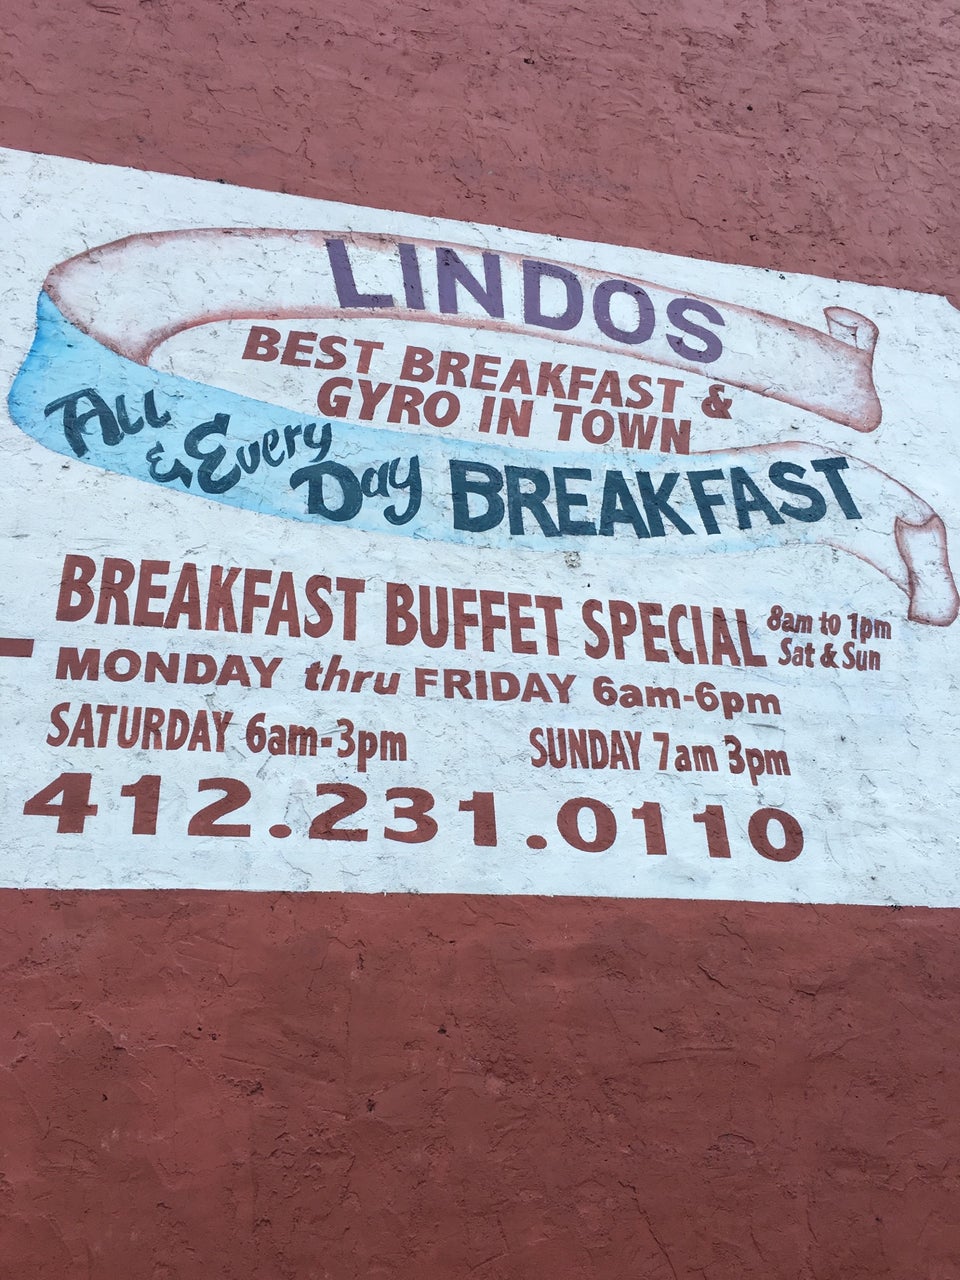 LINDOS
BEST BREAKFAST &
GYRO IN TOWN
All & Every Day BREAKFAST
BREAKFAST BUFFET SPECIAL 8am to 1pm
Sat & Sun
MONDAY thru FRIDAY 6am-6pm
SATURDAY 6am-3pm SUNDAY 7am 3pm
412.231.0110